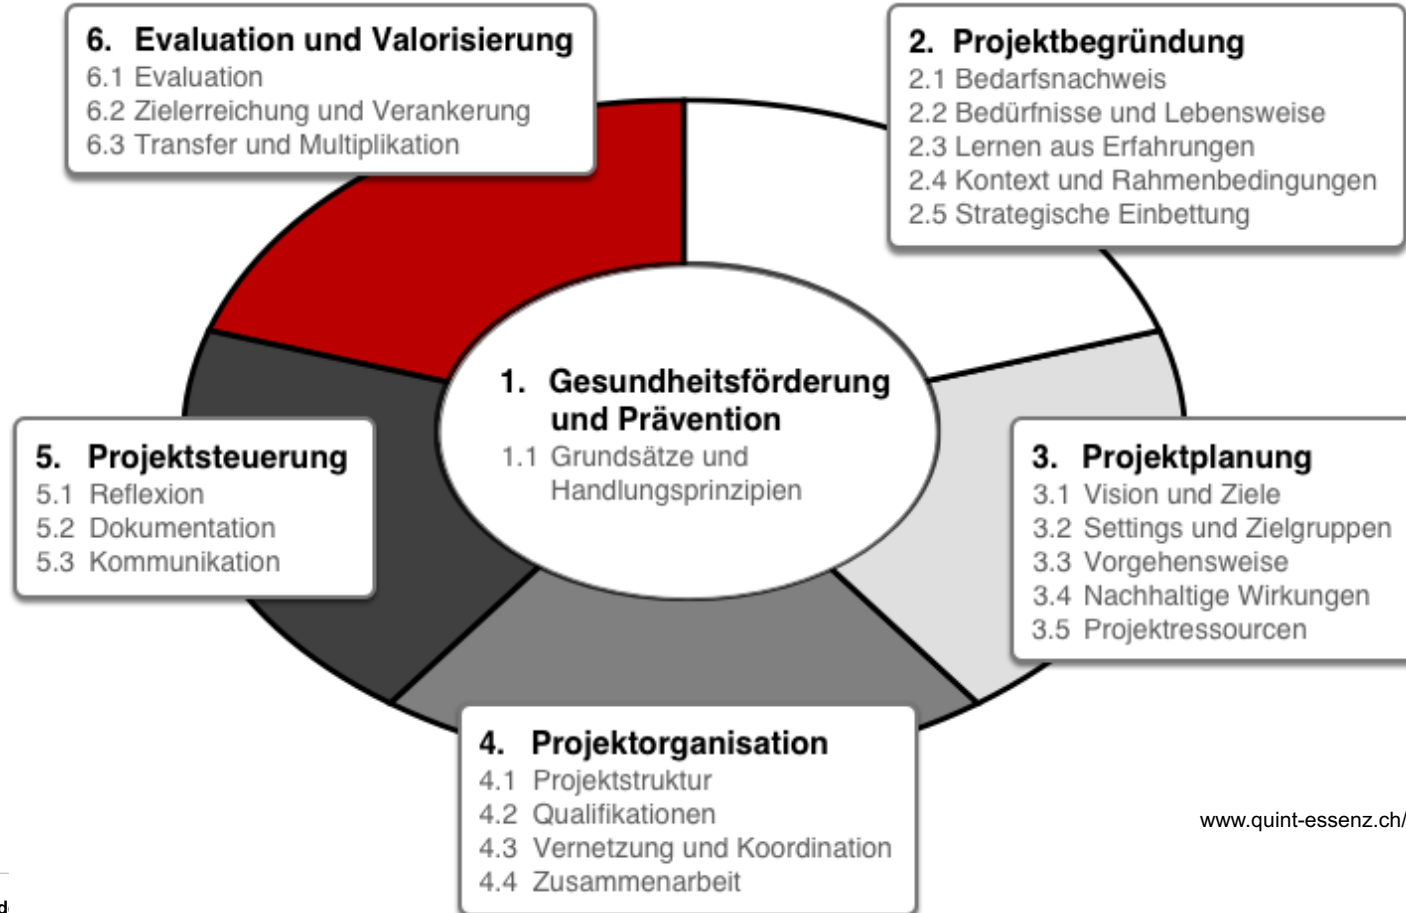 6. Evaluation und Valorisierung
6.1 Evaluation
6.2 Zielerreichung und Verankerung
6.3 Transfer und Multiplikation
2. Projektbegründung
2.1 Bedarfsnachweis
2.2 Bedürfnisse und Lebensweise
2.3 Lernen aus Erfahrungen
2.4 Kontext und Rahmenbedingungen
2.5 Strategische Einbettung
1. Gesundheitsförderung
und Prävention
1.1 Grundsätze und
Handlungsprinzipien
5. Projektsteuerung
5.1 Reflexion
5.2 Dokumentation
5.3 Kommunikation
3. Projektplanung
3.1 Vision und Ziele
3.2 Settings und Zielgruppen
3.3 Vorgehensweise
3.4 Nachhaltige Wirkungen
3.5 Projektressourcen
4. Projektorganisation
4.1 Projektstruktur
4.2 Qualifikationen
4.3 Vernetzung und Koordination
4.4 Zusammenarbeit
www.quint-essenz.ch/